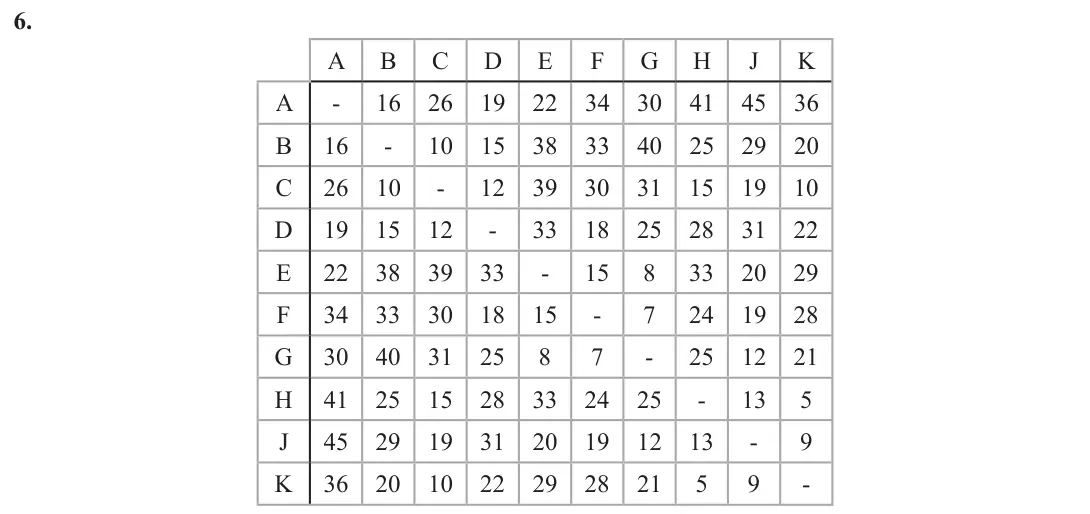 6.
A B C D E F G H J K
A - 16 26 19 22 34 30 41 45 36
B 16 - 10 15 38 33 40 25 29 20
C 26 10 - 12 39 30 31 15 19 10
D 19 15 12 - 33 18 25 28 31 22
E 22 38 39 33 - 15 8 33 20 29
F 34 33 30 18 15 - 7 24 19 28
G 30 40 31 25 8 7 - 25 12 21
H 41 25 15 28 33 24 25 - 13 5
J 45 29 19 31 20 19 12 13 - 9
K 36 20 10 22 29 28 21 5 9 -